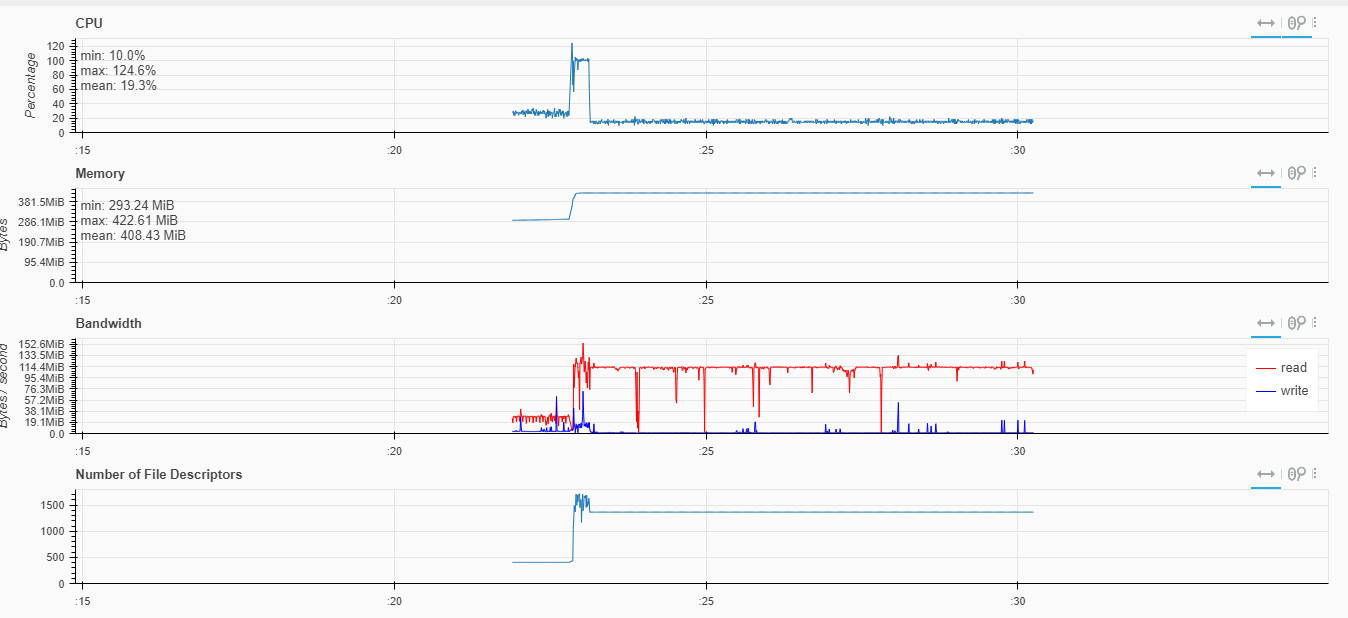 CPU
Percentage
120
100
80
60
40
20
0
min: 10.0%
max: 124.6%
mean: 19.3%
:15 :20 :25 :30
Memory
Bytes
381.5MiB
286.1MiB
190.7MiB
95.4MiB
0.0
min: 293.24 MiB
max: 422.61 MiB
mean: 408.43 MiB
:15 :20 :25 :30
Bandwidth
Bytes / second
152.6MiB
133.5MiB
114.4MiB
95.4MiB
76.3MiB
57.2MiB
38.1MiB
19.1MiB
0.0
read
write
:15 :20 :25 :30
Number of File Descriptors
1500
1000
500
0
:15 :20 :25 :30